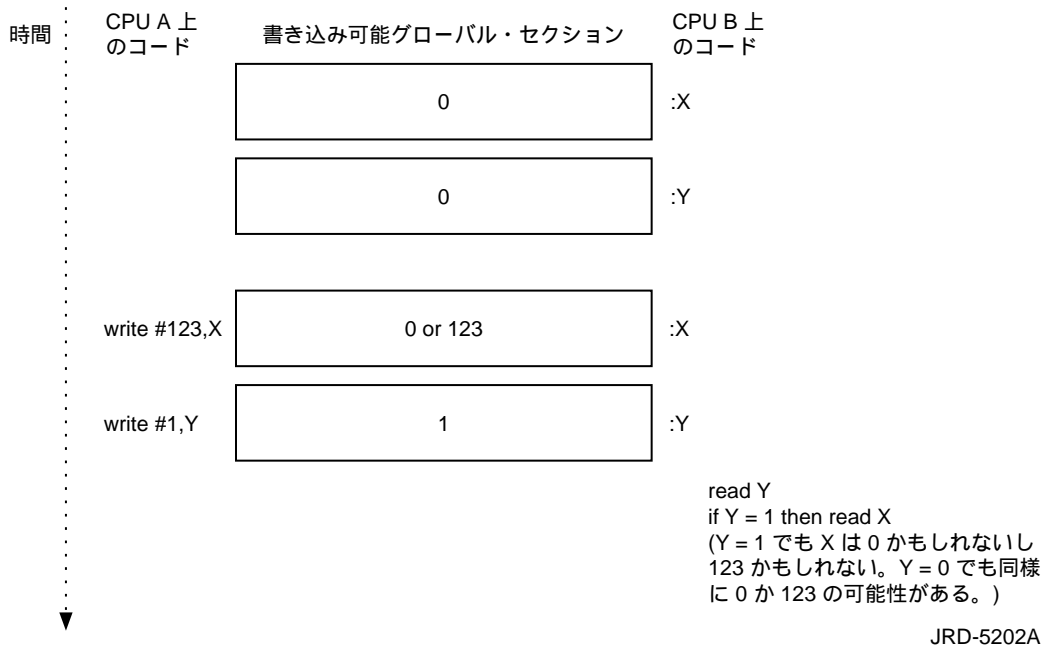 時間
CPU A 上
のコード
書き込み可能グローバル・セクション
CPU B 上
のコード
0
:X
0
:Y
write #123,X
0 or 123
:X
write #1,Y
1
:Y
read Y
if Y = 1 then read X
(Y = 1 でも X は 0 かもしれないし
123 かもしれない。Y = 0 でも同様
に 0 か 123 の可能性がある。)
JRD-5202A